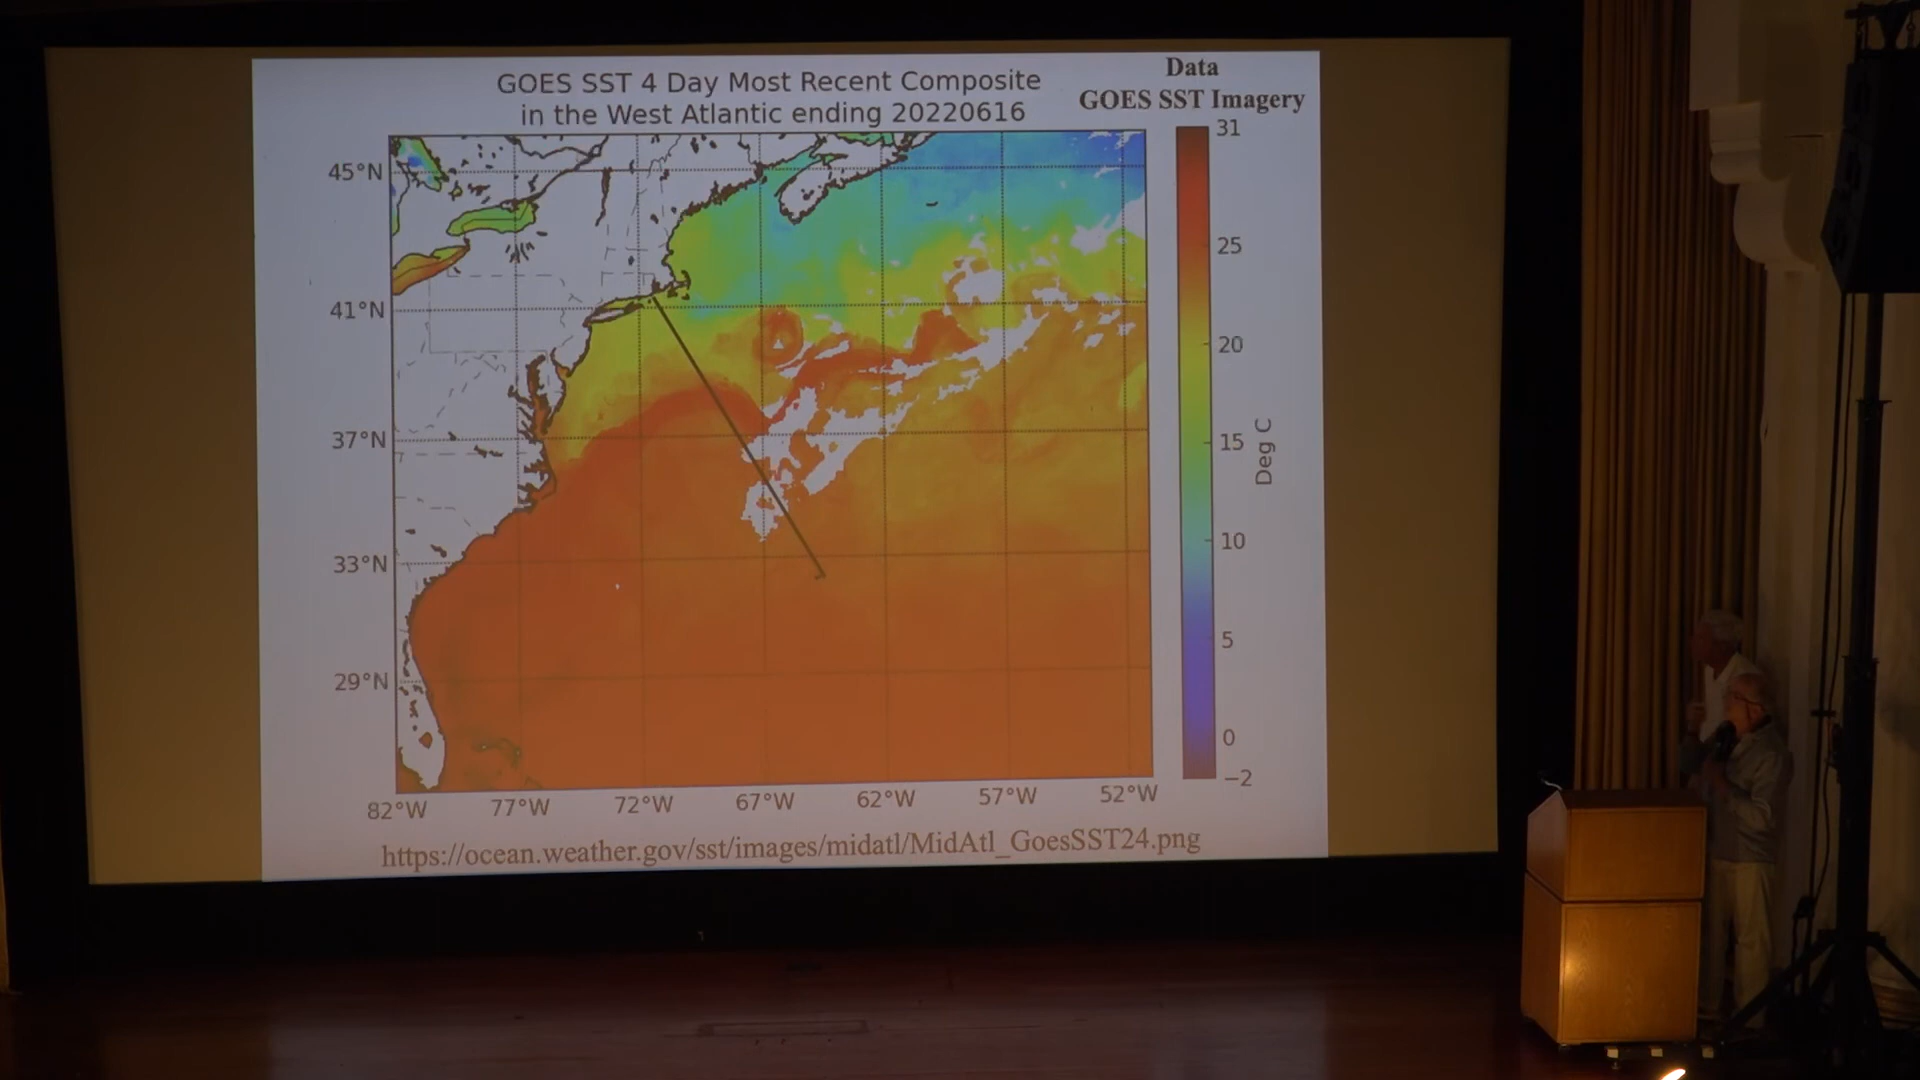 GOES SST 4 Day Most Recent Composite
in the West Atlantic ending 20220616
Data
GOES SST Imagery
45°N
41°N
37°N
33°N
29°N
82°W
77°W
72°W
67°W
62°W
57°W
52°W
31
25
20
15
10
5
0
−2
Deg C
https://ocean.weather.gov/sst/images/midatl/MidAtl_GoesSST24.png